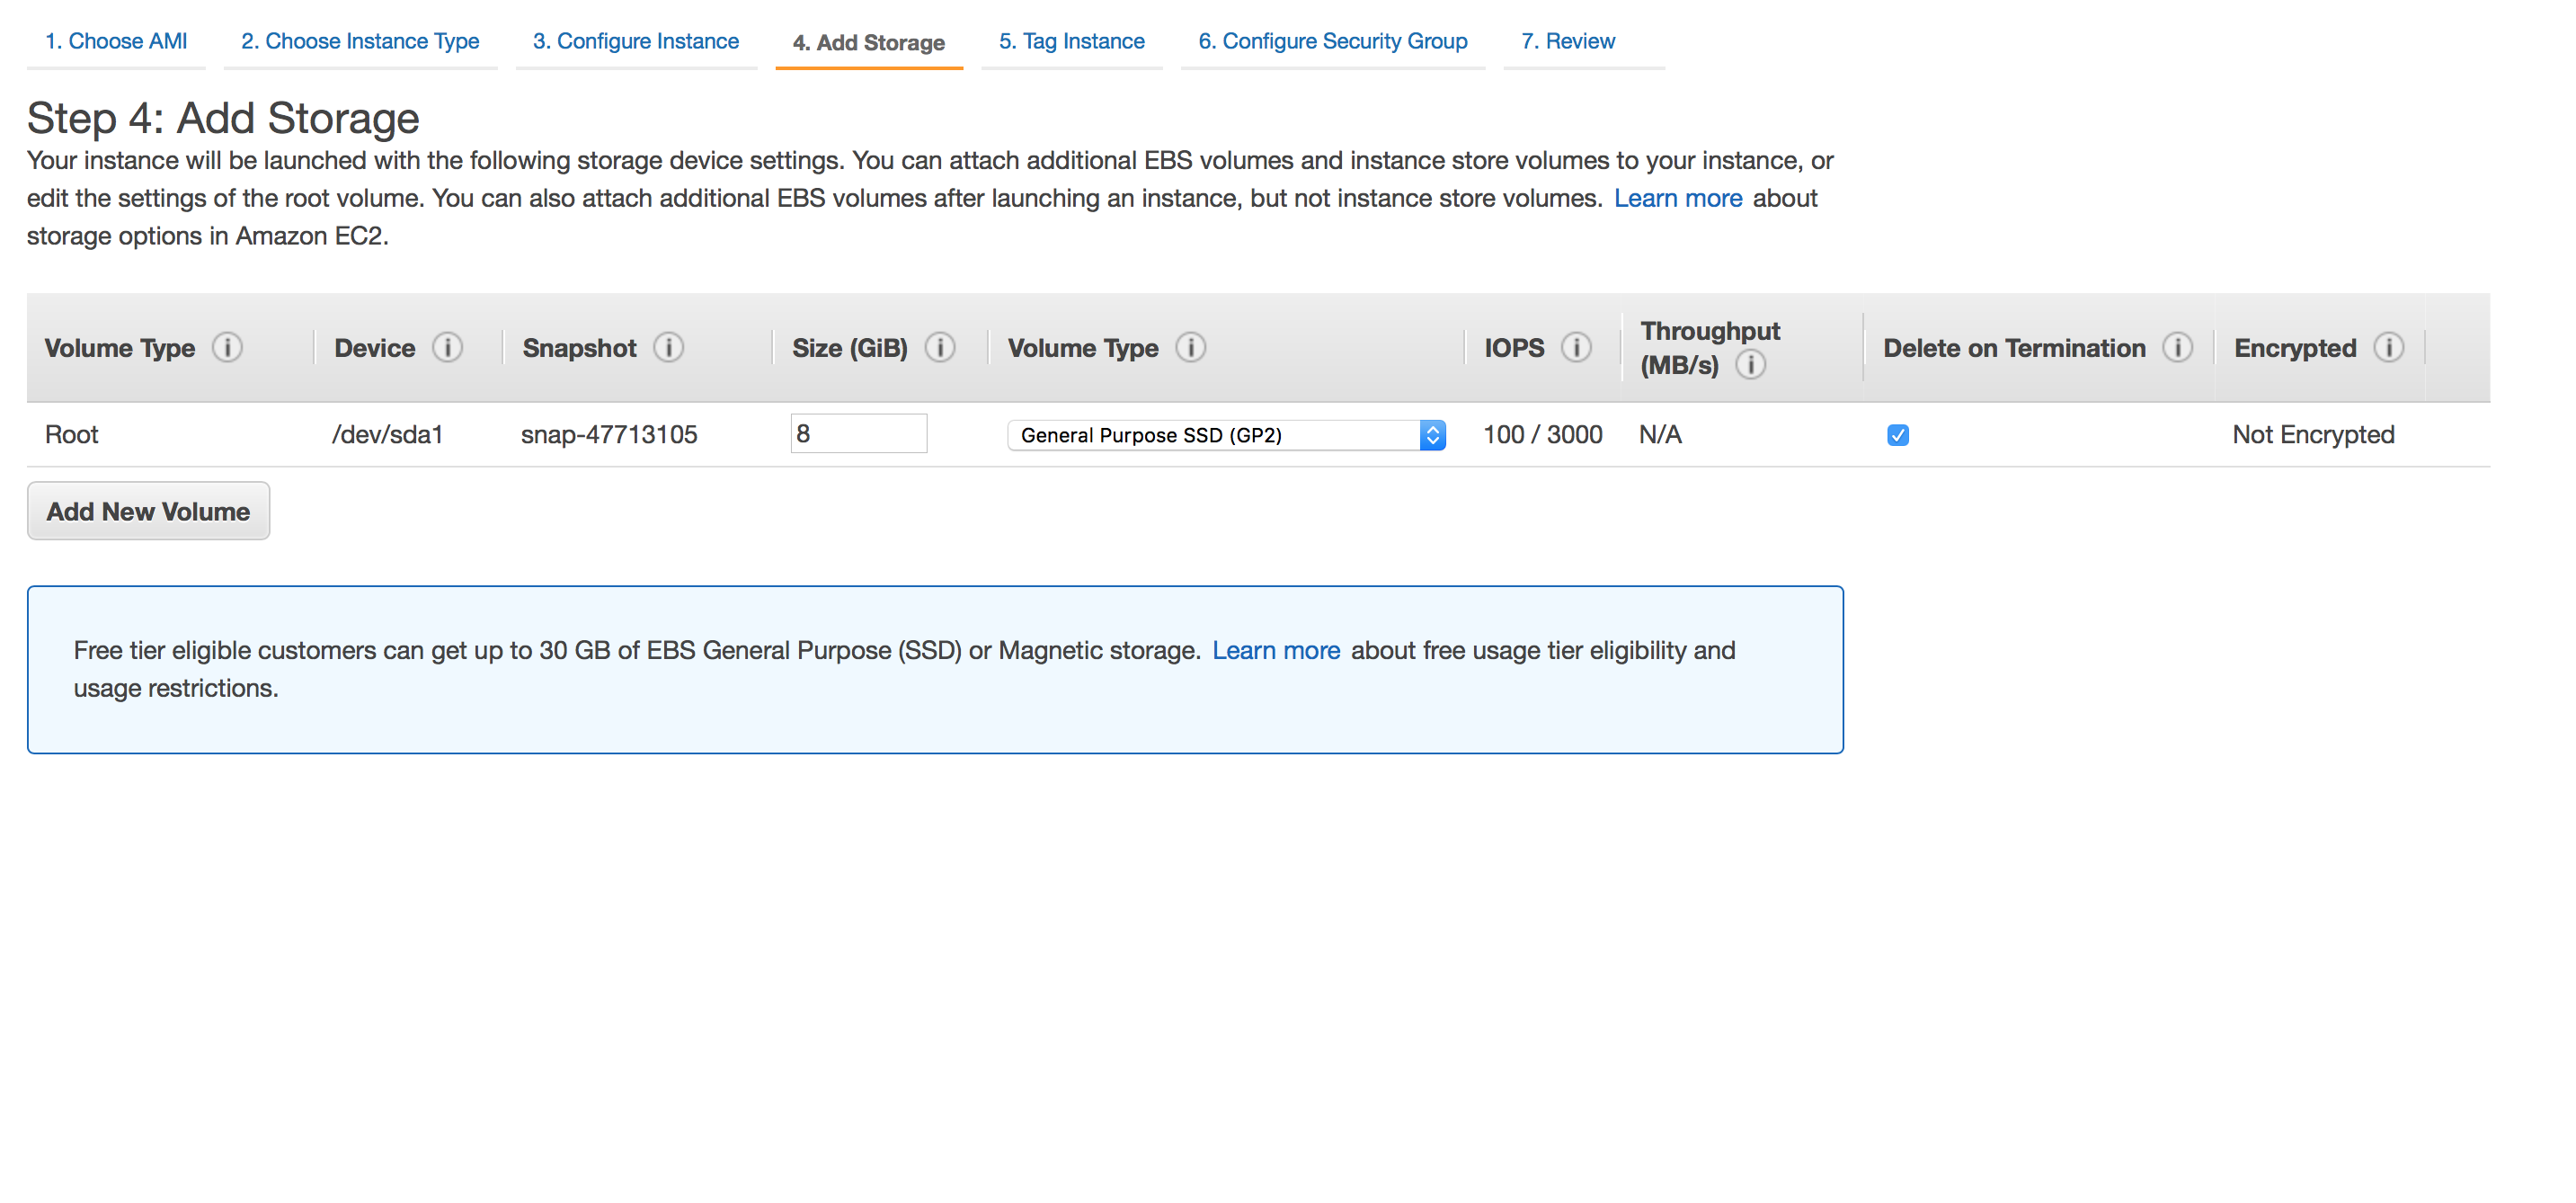 1. Choose AMI 2. Choose Instance Type 3. Configure Instance 4. Add Storage 5. Tag Instance 6. Configure Security Group 7. Review
Step 4: Add Storage
Your instance will be launched with the following storage device settings. You can attach additional EBS volumes and instance store volumes to your instance, or
edit the settings of the root volume. You can also attach additional EBS volumes after launching an instance, but not instance store volumes. Learn more about
storage options in Amazon EC2.
Volume Type i Device i Snapshot i Size (GiB) i Volume Type i IOPS i Throughput (MB/s) i Delete on Termination i Encrypted i
Root /dev/sda1 snap-47713105 8 General Purpose SSD (GP2) 100 / 3000 N/A Not Encrypted
Add New Volume
Free tier eligible customers can get up to 30 GB of EBS General Purpose (SSD) or Magnetic storage. Learn more about free usage tier eligibility and
usage restrictions.